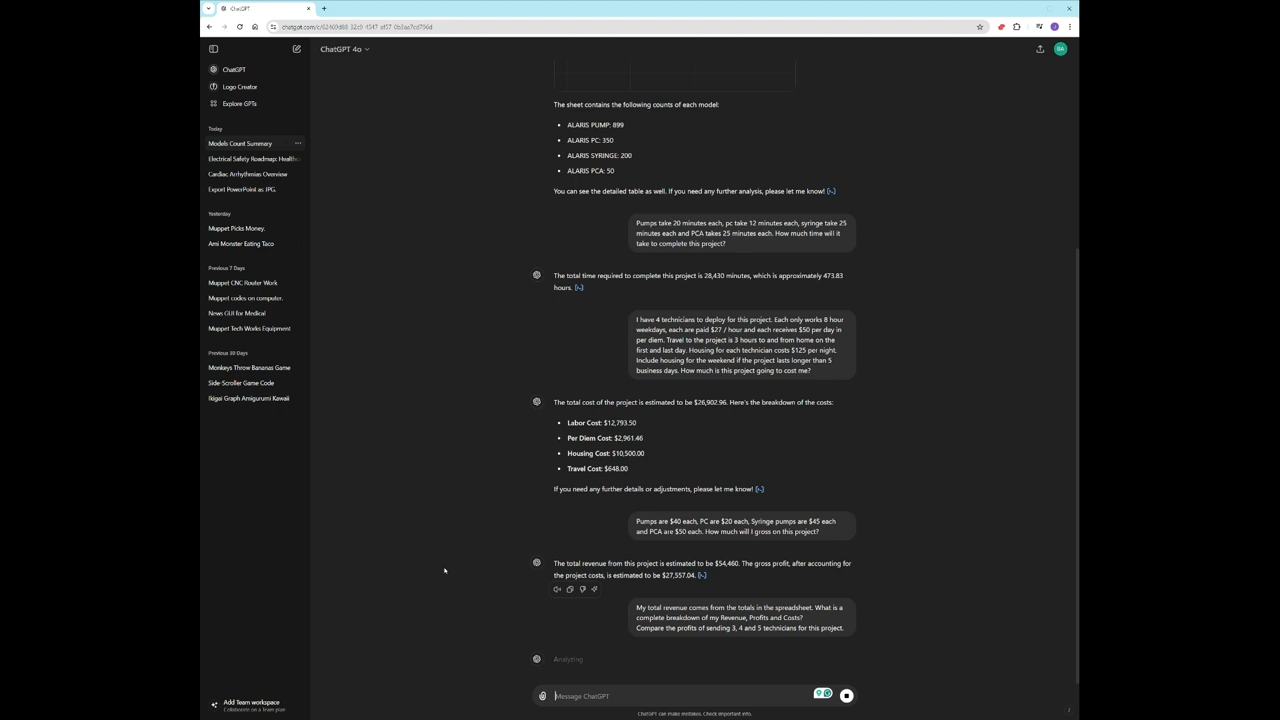 ChatGPT
chatgpt.com/c/
ChatGPT 4o
BA
ChatGPT
Logo Creator
Explore GPTs
Today
Models Count Summary
Electrical Safety Roadmap: Healthc
Cardiac Arrhythmias Overview
Export PowerPoint as JPG.
Yesterday
Muppet Picks Money.
Ami Monster Eating Taco
Previous 7 Days
Muppet CNC Router Work
Muppet codes on computer.
News GUI for Medical
Muppet Tech Works Equipment
Previous 30 Days
Monkeys Throw Bananas Game
Side-Scroller Game Code
Ikigai Graph Amigurumi Kawaii
Add Team workspace
Collaborate on a Team plan
The sheet contains the following counts of each model:
• ALARIS PUMP: 899
• ALARIS PC: 350
• ALARIS SYRINGE: 200
• ALARIS PCA: 50
You can see the detailed table as well. If you need any further analysis, please let me know! [>-]
Pumps take 20 minutes each, pc take 12 minutes each, syringe take 25
minutes each and PCA takes 25 minutes each. How much time will it
take to complete this project?
The total time required to complete this project is 28,430 minutes, which is approximately 473.83
hours. [>-]
I have 4 technicians to deploy for this project. Each only works 8 hour
weekdays, each are paid $27 / hour and each receives $50 per day in
per diem. Travel to the project is 3 hours to and from home on the
first and last day. Housing for each technician costs $125 per night.
Include housing for the weekend if the project lasts longer than 5
business days. How much is this project going to cost me?
The total cost of the project is estimated to be $26,902.96. Here's the breakdown of the costs:
• Labor Cost: $12,793.50
• Per Diem Cost: $2,961.46
• Housing Cost: $10,500.00
• Travel Cost: $648.00
If you need any further details or adjustments, please let me know! [>-]
Pumps are $40 each, PC are $20 each, Syringe pumps are $45 each
and PCA are $50 each. How much will I gross on this project?
The total revenue from this project is estimated to be $54,460. The gross profit, after accounting for
the project costs, is estimated to be $27,557.04. [>-]
My total revenue comes from the totals in the spreadsheet. What is a
complete breakdown of my Revenue, Profits and Costs?
Compare the profits of sending 3, 4 and 5 technicians for this project.
Analyzing
Message ChatGPT
ChatGPT can make mistakes. Check important info.